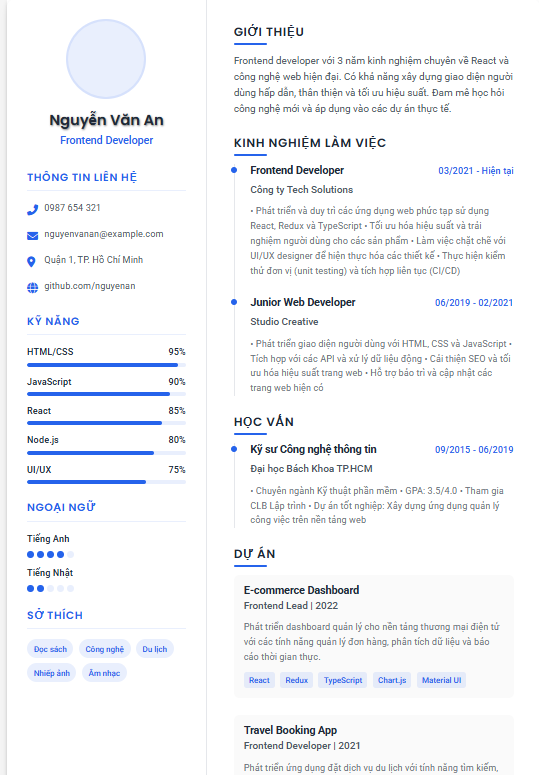 Nguyễn Văn An
Frontend Developer
THÔNG TIN LIÊN HỆ
0987 654 321
nguyenvanan@example.com
Quận 1, TP. Hồ Chí Minh
github.com/nguyenan
KỸ NĂNG
HTML/CSS 95%
JavaScript 90%
React 85%
Node.js 80%
UI/UX 75%
NGOẠI NGỮ
Tiếng Anh
Tiếng Nhật
SỞ THÍCH
Đọc sách Công nghệ Du lịch
Nhiếp ảnh Âm nhạc
GIỚI THIỆU
Frontend developer với 3 năm kinh nghiệm chuyên về React và
công nghệ web hiện đại. Có khả năng xây dựng giao diện người
dùng hấp dẫn, thân thiện và tối ưu hiệu suất. Đam mê học hỏi
công nghệ mới và áp dụng vào các dự án thực tế.
KINH NGHIỆM LÀM VIỆC
Frontend Developer 03/2021 - Hiện tại
Công ty Tech Solutions
• Phát triển và duy trì các ứng dụng web phức tạp sử dụng
React, Redux và TypeScript • Tối ưu hóa hiệu suất và trải
nghiệm người dùng cho các sản phẩm • Làm việc chặt chẽ với
UI/UX designer để hiện thực hóa các thiết kế • Thực hiện kiểm
thử đơn vị (unit testing) và tích hợp liên tục (CI/CD)
Junior Web Developer 06/2019 - 02/2021
Studio Creative
• Phát triển giao diện người dùng với HTML, CSS và JavaScript •
Tích hợp với các API và xử lý dữ liệu động • Cải thiện SEO và tối
ưu hóa hiệu suất trang web • Hỗ trợ bảo trì và cập nhật các
trang web hiện có
HỌC VẤN
Kỹ sư Công nghệ thông tin 09/2015 - 06/2019
Đại học Bách Khoa TP.HCM
• Chuyên ngành Kỹ thuật phần mềm • GPA: 3.5/4.0 • Tham gia
CLB Lập trình • Dự án tốt nghiệp: Xây dựng ứng dụng quản lý
công việc trên nền tảng web
DỰ ÁN
E-commerce Dashboard
Frontend Lead | 2022
Phát triển dashboard quản lý cho nền tảng thương mại điện tử
với các tính năng quản lý đơn hàng, phân tích dữ liệu và báo
cáo thời gian thực.
React Redux TypeScript Chart.js Material UI
Travel Booking App
Frontend Developer | 2021
Phát triển ứng dụng đặt dịch vụ du lịch với tính năng tìm kiếm,